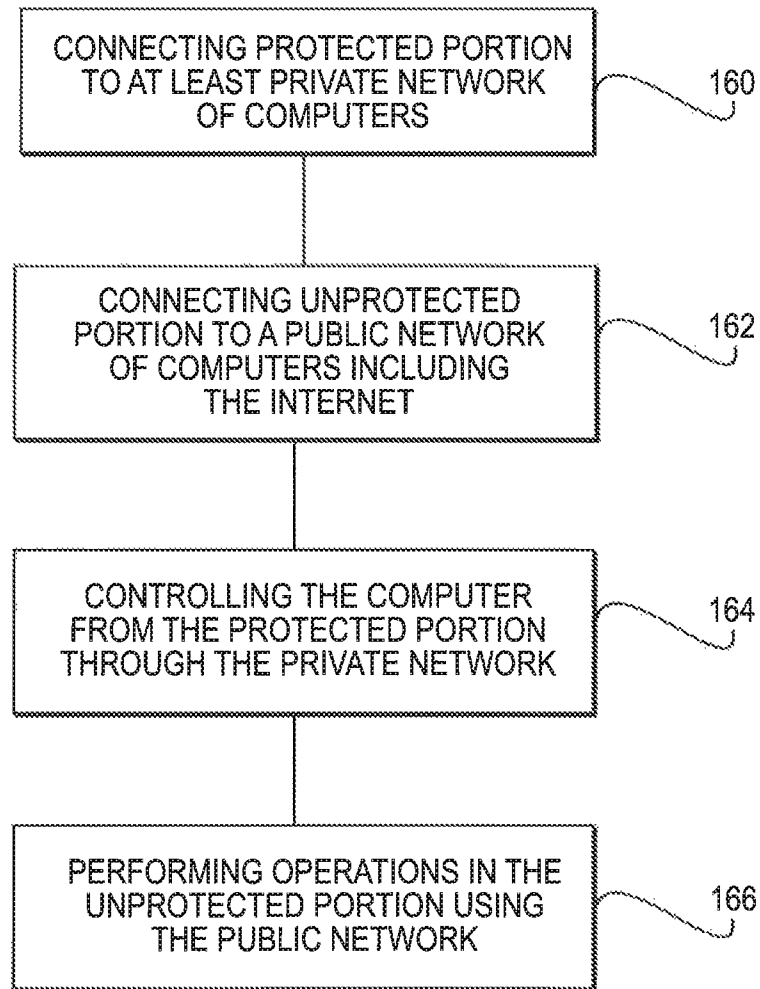 CONNECTING PROTECTED PORTION
TO AT LEAST PRIVATE NETWORK
OF COMPUTERS
160
CONNECTING UNPROTECTED
PORTION TO A PUBLIC NETWORK
OF COMPUTERS INCLUDING
THE INTERNET
162
CONTROLLING THE COMPUTER
FROM THE PROTECTED PORTION
THROUGH THE PRIVATE NETWORK
164
PERFORMING OPERATIONS IN THE
UNPROTECTED PORTION USING
THE PUBLIC NETWORK
166